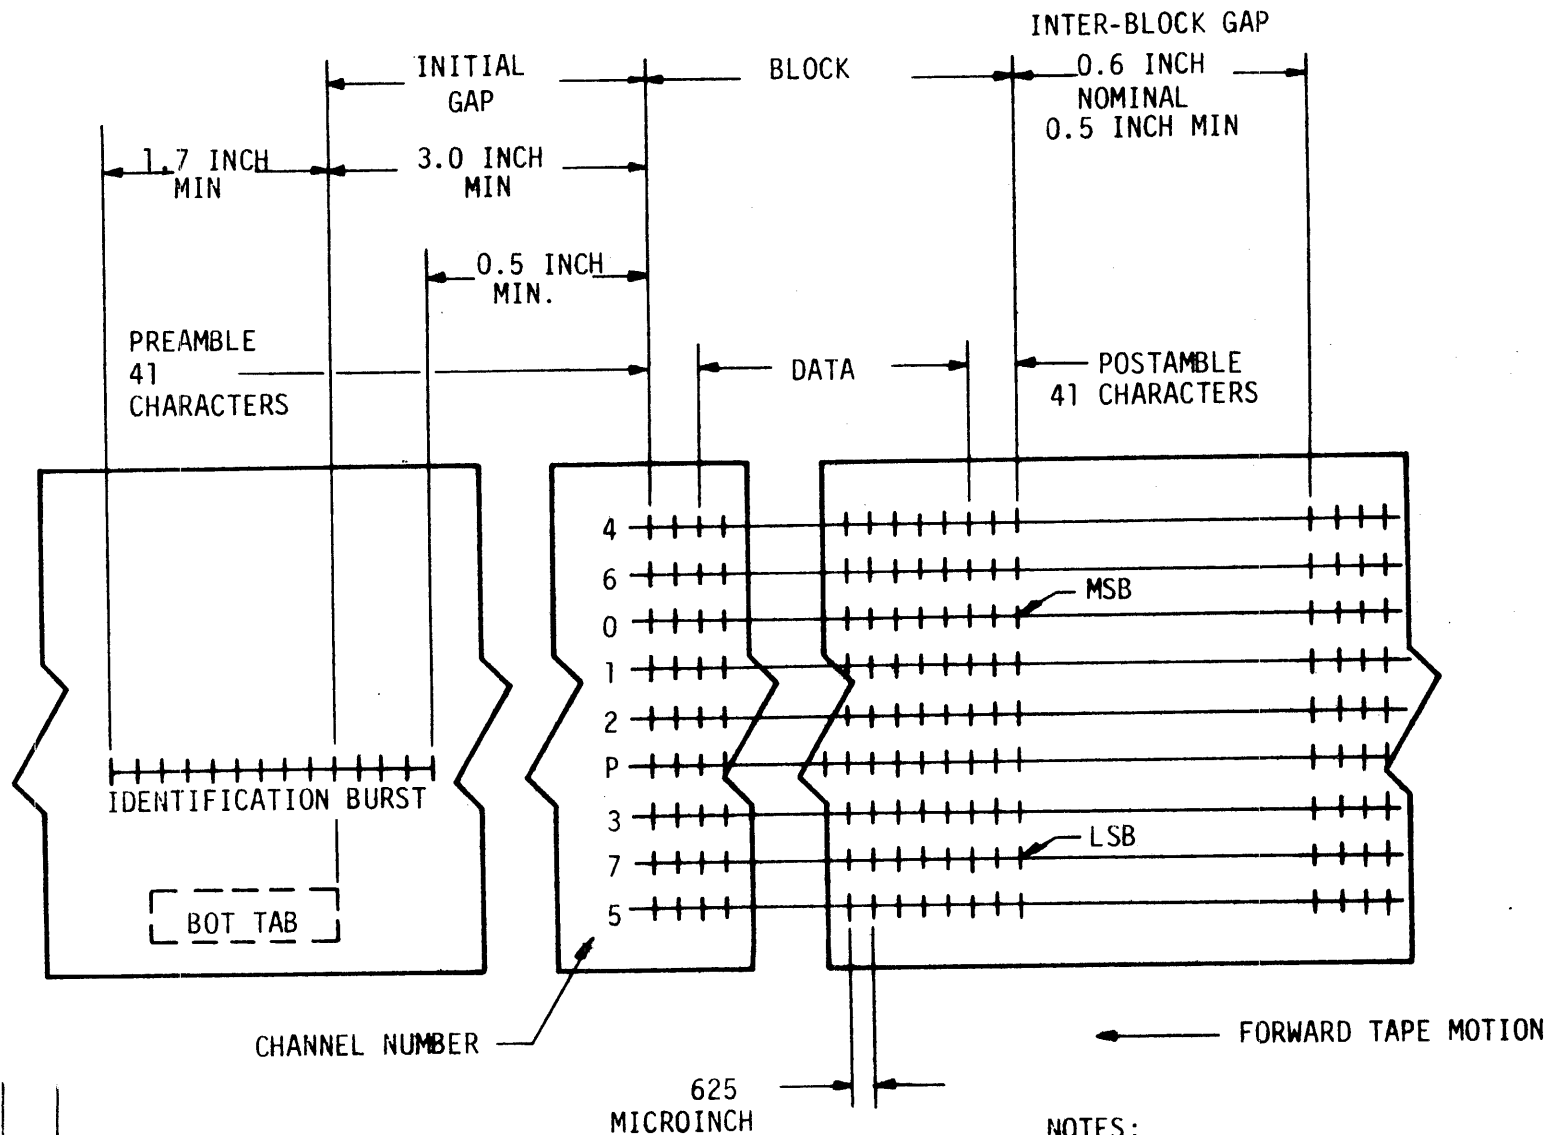 INTER-BLOCK GAP
INITIAL
GAP
BLOCK
0.6 INCH
NOMINAL
0.5 INCH MIN
1.7 INCH
MIN
3.0 INCH
MIN
0.5 INCH
MIN.
PREAMBLE
41
CHARACTERS
DATA
POSTAMBLE
41 CHARACTERS
4
6
0
MSB
1
2
P
IDENTIFICATION BURST
3
7
LSB
5
BOT TAB
CHANNEL NUMBER
FORWARD TAPE MOTION
625
MICROINCH
NOTES: